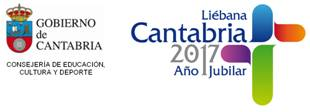 GOBIERNO
de
CANTABRIA
CONSEJERÍA DE EDUCACIÓN,
CULTURA Y DEPORTE
Liébana
Cantabria
2017
Año Jubilar